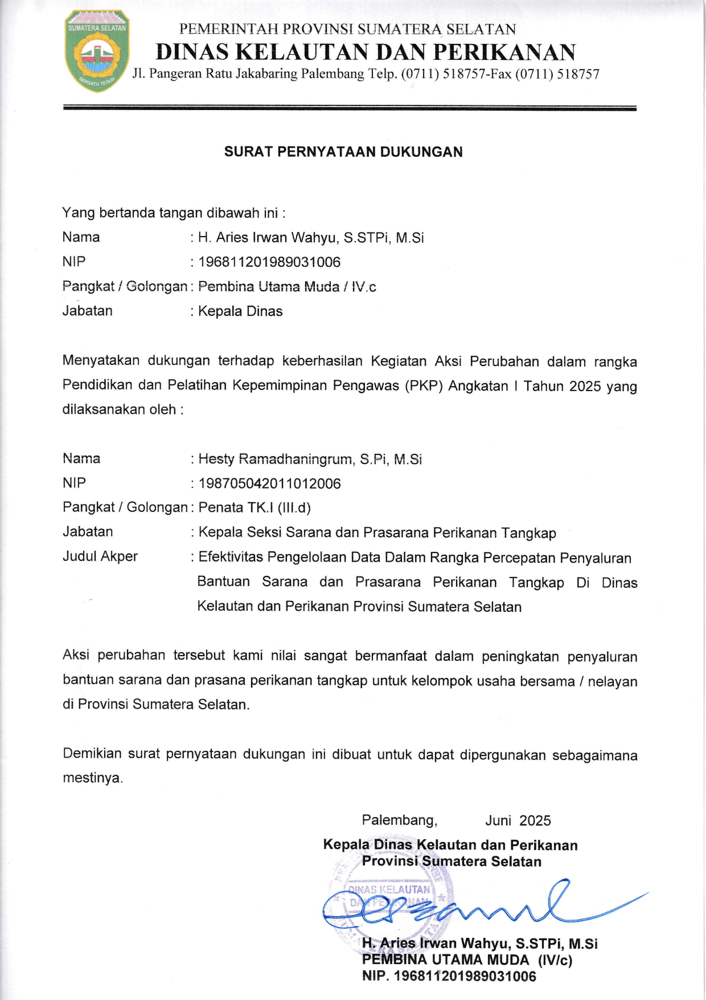 SUMATERA SELATAN
BERSATU TEGUH
PEMERINTAH PROVINSI SUMATERA SELATAN
DINAS KELAUTAN DAN PERIKANAN
Jl. Pangeran Ratu Jakabaring Palembang Telp. (0711) 518757-Fax (0711) 518757
SURAT PERNYATAAN DUKUNGAN
Yang bertanda tangan dibawah ini :
Nama : H. Aries Irwan Wahyu, S.STPi, M.Si
NIP : 196811201989031006
Pangkat / Golongan : Pembina Utama Muda / IV.c
Jabatan : Kepala Dinas
Menyatakan dukungan terhadap keberhasilan Kegiatan Aksi Perubahan dalam rangka
Pendidikan dan Pelatihan Kepemimpinan Pengawas (PKP) Angkatan I Tahun 2025 yang
dilaksanakan oleh :
Nama : Hesty Ramadhaningrum, S.Pi, M.Si
NIP : 198705042011012006
Pangkat / Golongan : Penata TK.I (III.d)
Jabatan : Kepala Seksi Sarana dan Prasarana Perikanan Tangkap
Judul Akper : Efektivitas Pengelolaan Data Dalam Rangka Percepatan Penyaluran
Bantuan Sarana dan Prasarana Perikanan Tangkap Di Dinas
Kelautan dan Perikanan Provinsi Sumatera Selatan
Aksi perubahan tersebut kami nilai sangat bermanfaat dalam peningkatan penyaluran
bantuan sarana dan prasana perikanan tangkap untuk kelompok usaha bersama / nelayan
di Provinsi Sumatera Selatan.
Demikian surat pernyataan dukungan ini dibuat untuk dapat dipergunakan sebagaimana
mestinya.
Palembang, Juni 2025
Kepala Dinas Kelautan dan Perikanan
Provinsi Sumatera Selatan
DINAS KELAUTAN
DAN PERIKANAN
H. Aries Irwan Wahyu, S.STPi, M.Si
PEMBINA UTAMA MUDA (IV/c)
NIP. 196811201989031006